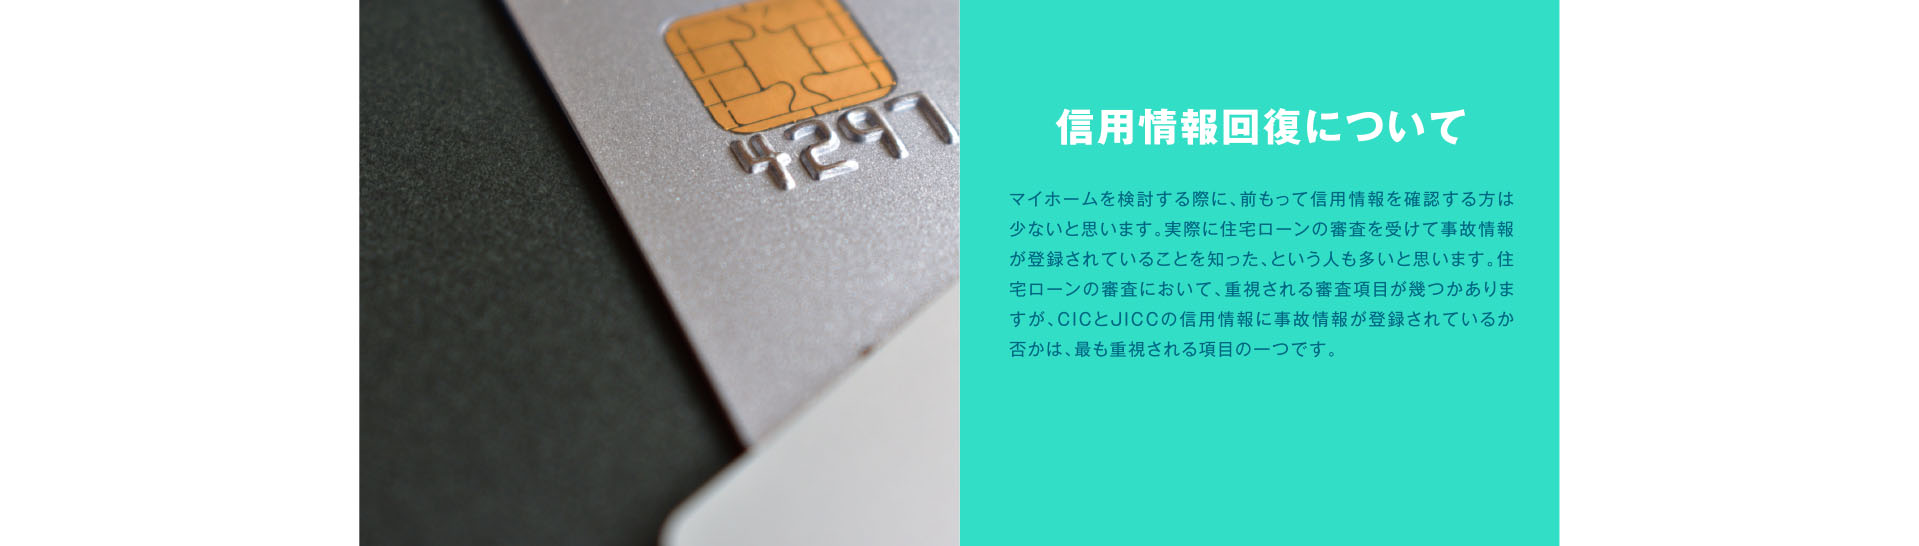 4297
信用情報回復について
マイホームを検討する際に、前もって信用情報を確認する方は
少ないと思います。実際に住宅ローンの審査を受けて事故情報
が登録されていることを知った、という人も多いと思います。住
宅ローンの審査において、重視される審査項目が幾つかありま
すが、CICとJICCの信用情報に事故情報が登録されているか
否かは、最も重視される項目の一つです。